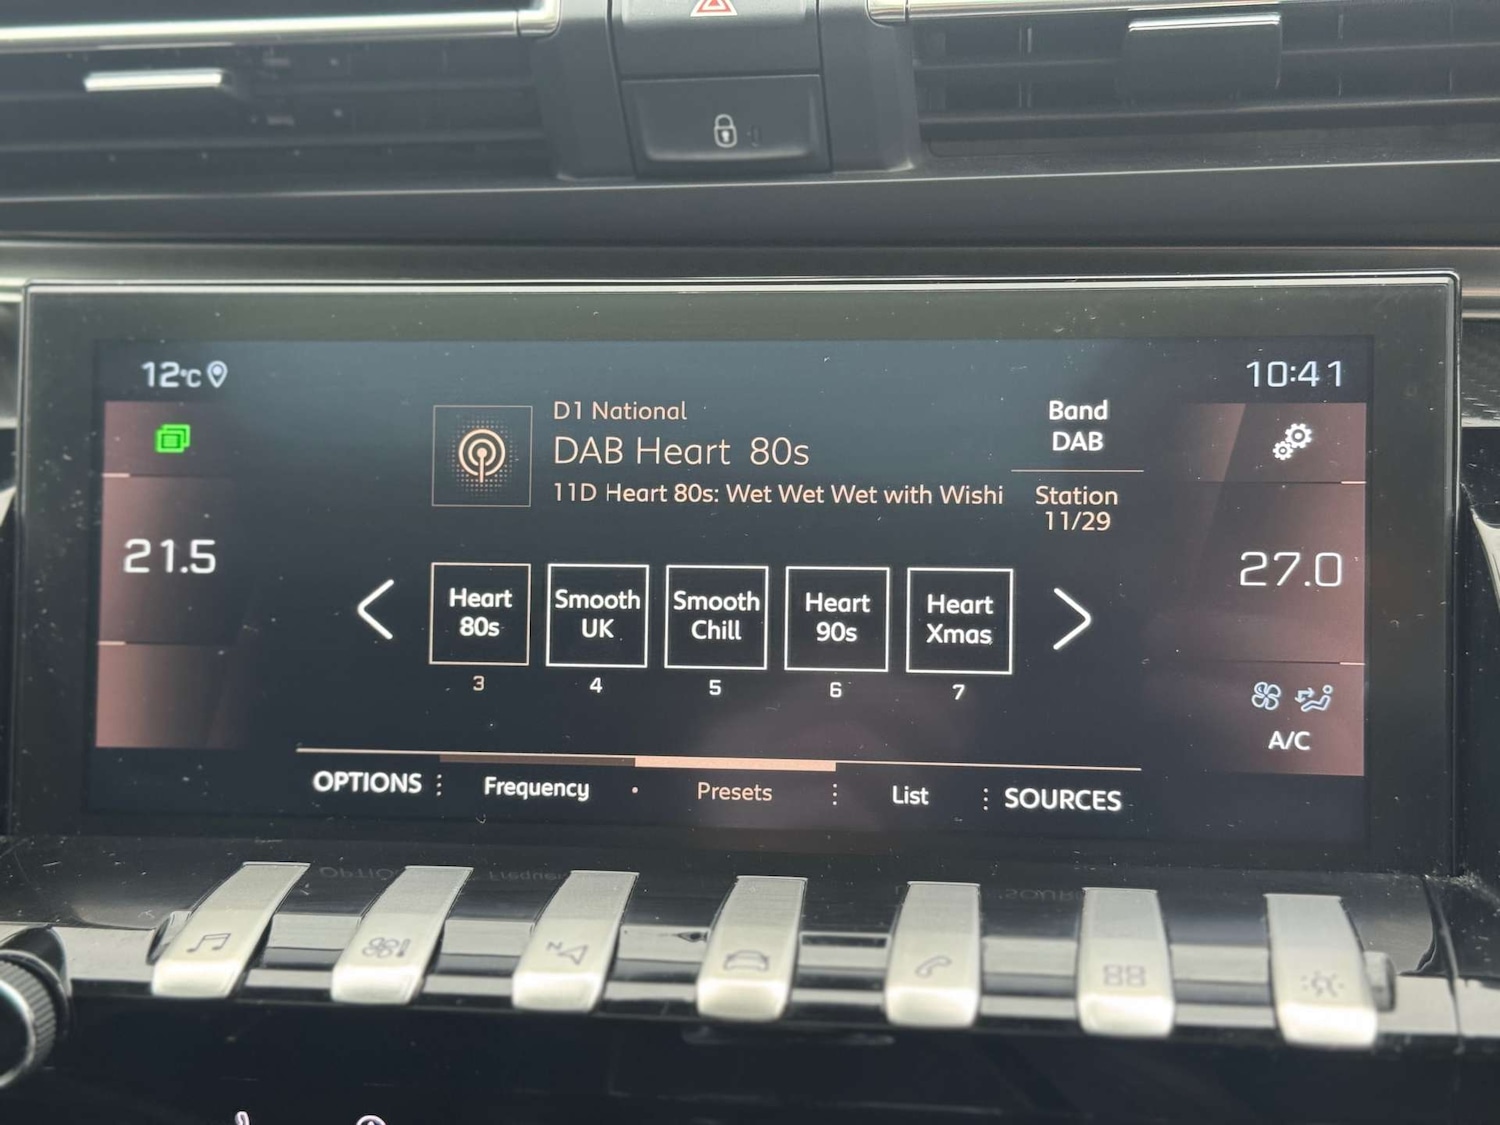 12°C
10:41
D1 National
DAB Heart 80s
11D Heart 80s: Wet Wet Wet with Wishi
Band
DAB
Station
11/29
21.5
27.0
Heart
80s
3
Smooth
UK
4
Smooth
Chill
5
Heart
90s
6
Heart
Xmas
7
A/C
OPTIONS
Frequency
Presets
List
SOURCES
N